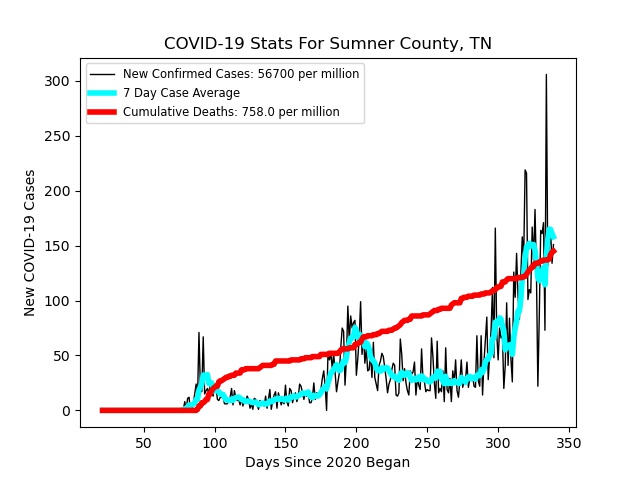 COVID-19 Stats For Sumner County, TN
New Confirmed Cases: 56700 per million
7 Day Case Average
Cumulative Deaths: 758.0 per million
New COVID-19 Cases
300
250
200
150
100
50
0
50
100
150
200
250
300
350
Days Since 2020 Began